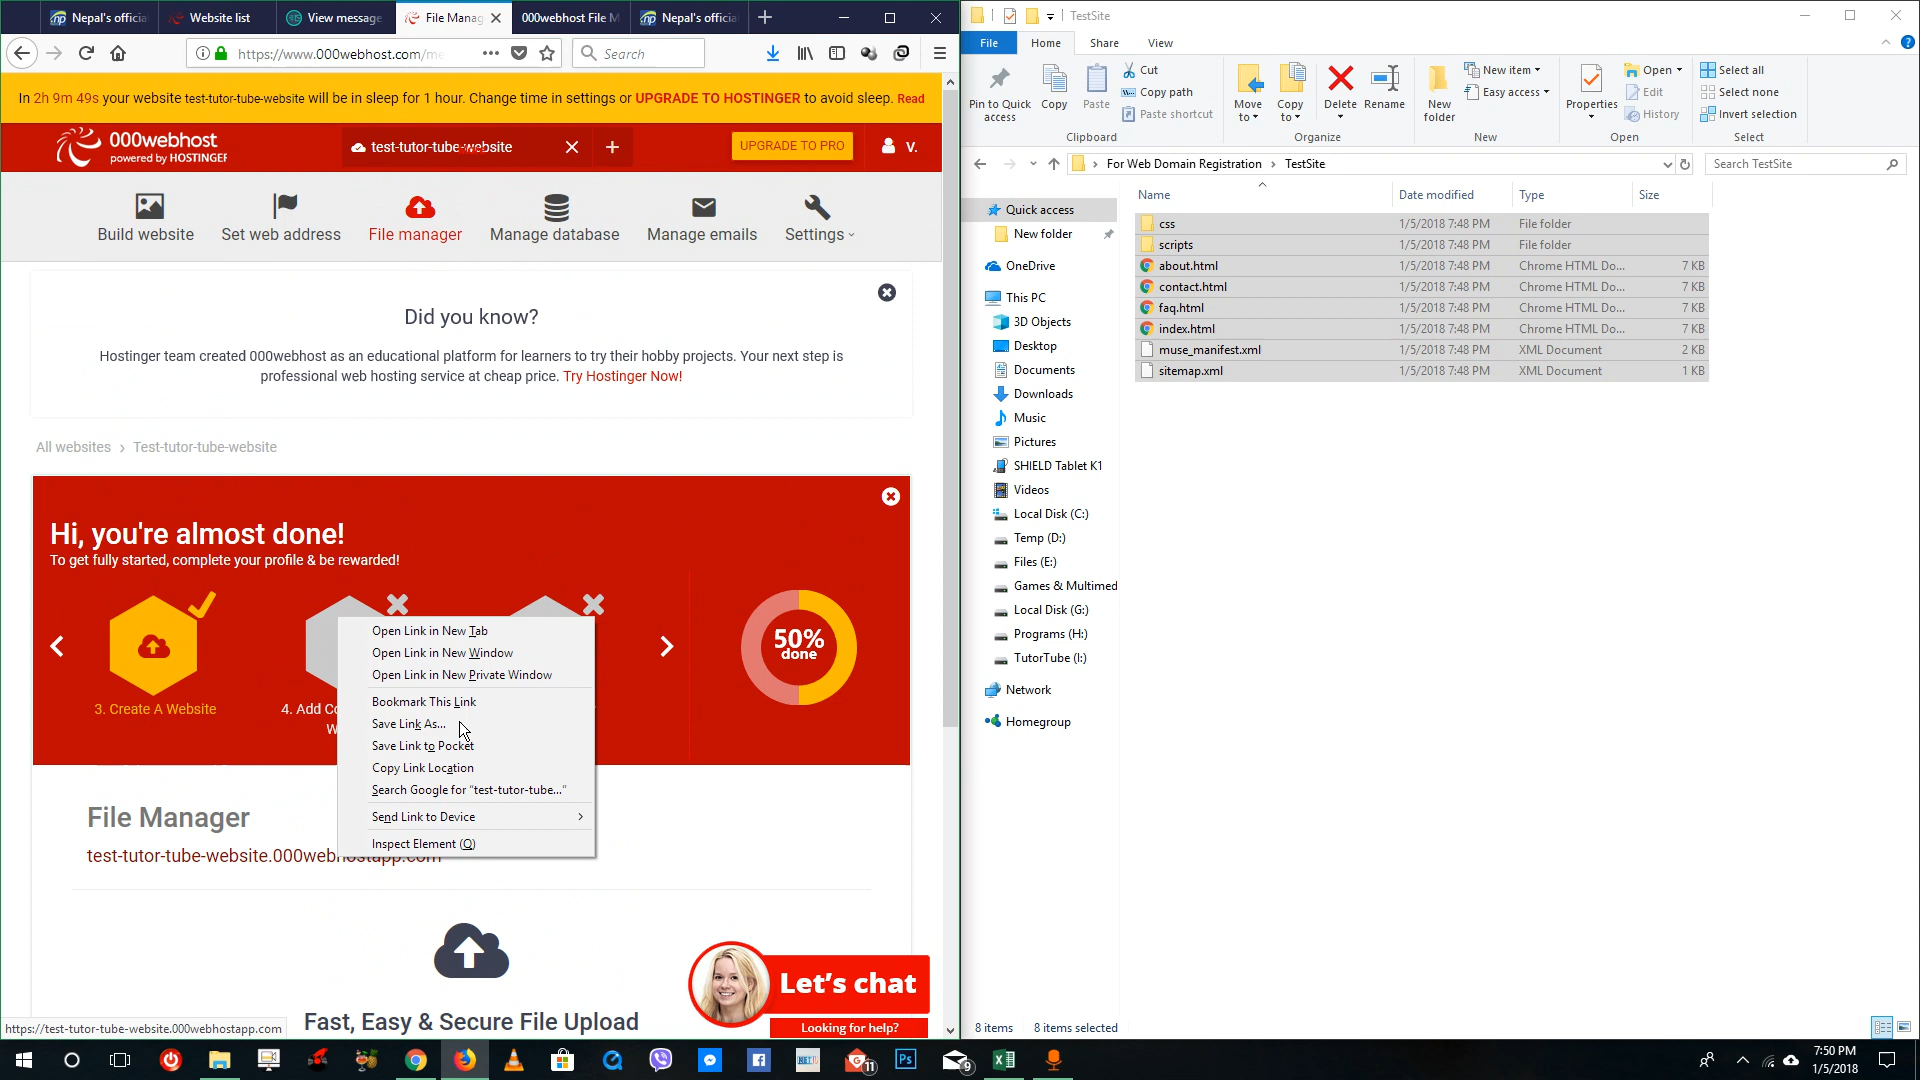 Nepal's officia
Website list
View message
File Manag
000webhost File M
Nepal's officia
https://www.000webhost.com/me
Search
In 2h 9m 49s your website test-tutor-tube-website will be in sleep for 1 hour. Change time in settings or UPGRADE TO HOSTINGER to avoid sleep. Read
000webhost
powered by HOSTINGER
test-tutor-tube-website
UPGRADE TO PRO
V.
Build website
Set web address
File manager
Manage database
Manage emails
Settings
Did you know?
Hostinger team created 000webhost as an educational platform for learners to try their hobby projects. Your next step is
professional web hosting service at cheap price. Try Hostinger Now!
All websites › Test-tutor-tube-website
Hi, you're almost done!
To get fully started, complete your profile & be rewarded!
3. Create A Website
4. Add Co
W
50%
done
Open Link in New Tab
Open Link in New Window
Open Link in New Private Window
Bookmark This Link
Save Link As...
Save Link to Pocket
Copy Link Location
Search Google for "test-tutor-tube..."
Send Link to Device
Inspect Element (Q)
File Manager
test-tutor-tube-website.000webhostapp.com
Fast, Easy & Secure File Upload
Let's chat
Looking for help?
https://test-tutor-tube-website.000webhostapp.com
TestSite
File
Home
Share
View
Pin to Quick
access
Copy
Paste
Cut
Copy path
Paste shortcut
Clipboard
Move
to
Copy
to
Delete
Rename
Organize
New
folder
New item
Easy access
New
Properties
Open
Edit
History
Open
Select all
Select none
Invert selection
Select
For Web Domain Registration › TestSite
Search TestSite
Name
Date modified
Type
Size
css 1/5/2018 7:48 PM File folder
scripts 1/5/2018 7:48 PM File folder
about.html 1/5/2018 7:48 PM Chrome HTML Do... 7 KB
contact.html 1/5/2018 7:48 PM Chrome HTML Do... 7 KB
faq.html 1/5/2018 7:48 PM Chrome HTML Do... 7 KB
index.html 1/5/2018 7:48 PM Chrome HTML Do... 7 KB
muse_manifest.xml 1/5/2018 7:48 PM XML Document 2 KB
sitemap.xml 1/5/2018 7:48 PM XML Document 1 KB
Quick access
New folder
OneDrive
This PC
3D Objects
Desktop
Documents
Downloads
Music
Pictures
SHIELD Tablet K1
Videos
Local Disk (C:)
Temp (D:)
Files (E:)
Games & Multimed
Local Disk (G:)
Programs (H:)
TutorTube (I:)
Network
Homegroup
8 items
8 items selected
11
Ps
9
7:50 PM
1/5/2018